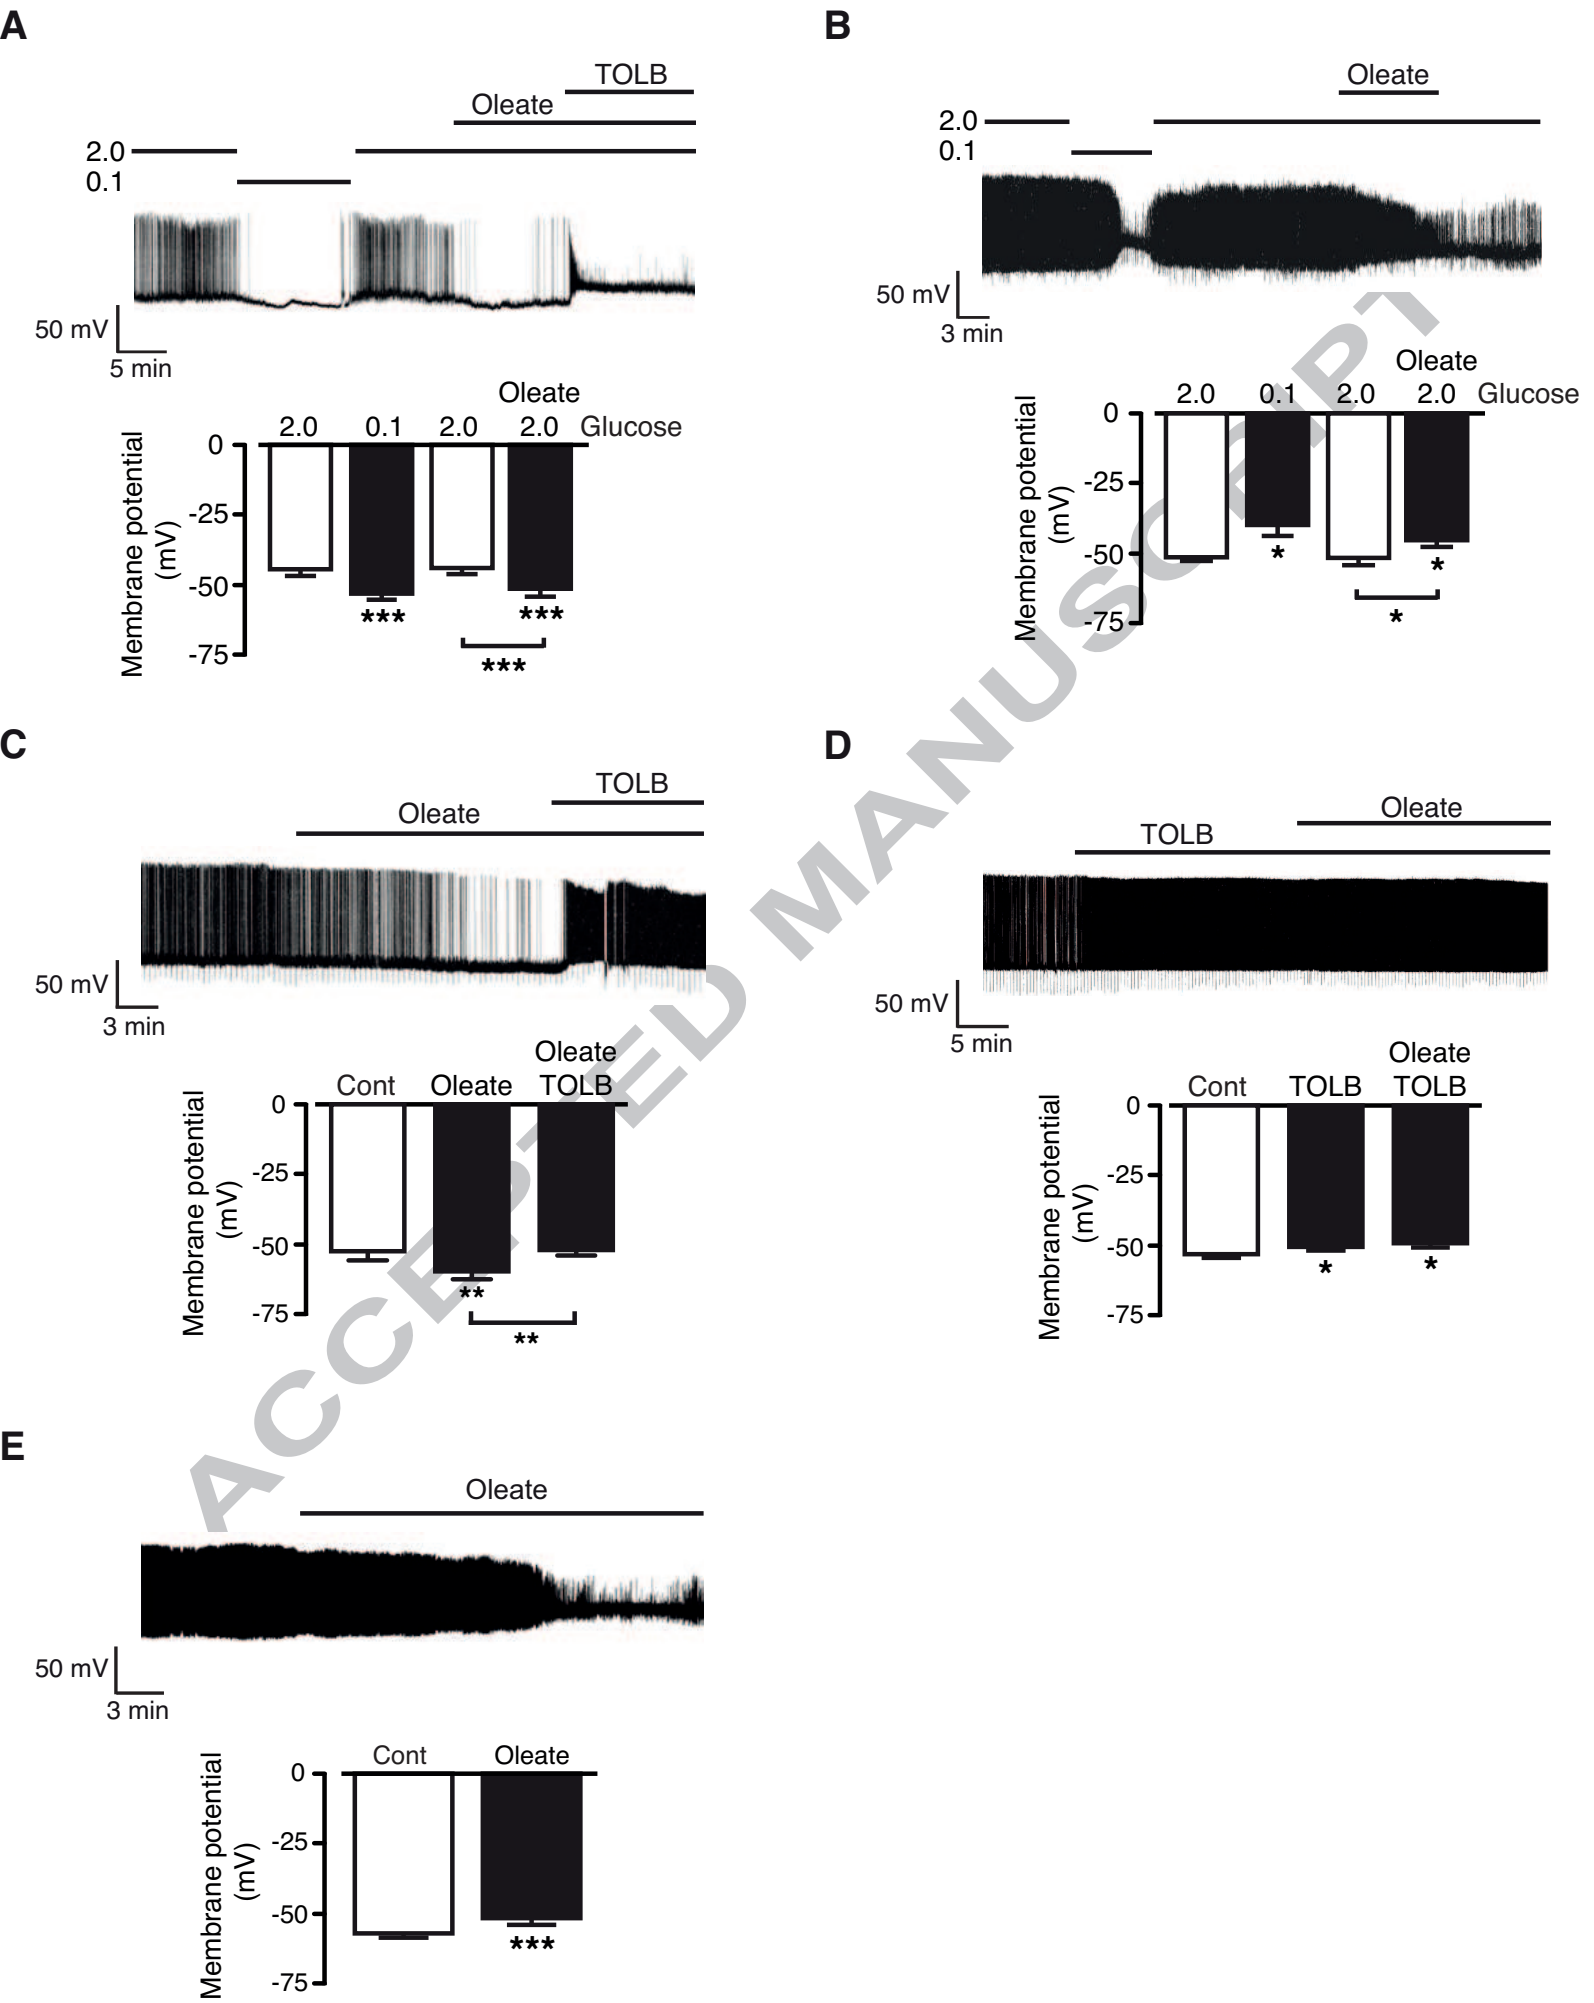 A
TOLB
Oleate
2.0
0.1
50 mV
5 min
Oleate
2.0 0.1 2.0 2.0 Glucose
Membrane potential
(mV)
0
-25
-50
-75
*** ***
***
B
Oleate
2.0
0.1
50 mV
3 min
Oleate
2.0 0.1 2.0 2.0 Glucose
Membrane potential
(mV)
0
-25
-50
-75
* *
*
C
TOLB
Oleate
50 mV
3 min
Oleate
Cont Oleate TOLB
Membrane potential
(mV)
0
-25
-50
-75
**
**
D
Oleate
TOLB
50 mV
5 min
Oleate
Cont TOLB TOLB
Membrane potential
(mV)
0
-25
-50
-75
* *
E
Oleate
50 mV
3 min
Cont Oleate
Membrane potential
(mV)
0
-25
-50
-75
***
ACCEPTED MANUSCRIPT